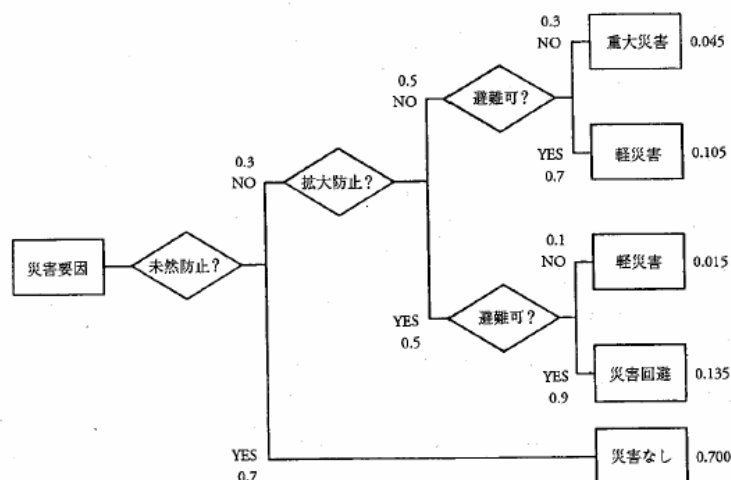 0.3
NO
重大災害 0.045
0.5
NO
避難可？
YES
0.7
軽災害 0.105
0.3
NO
拡大防止？
災害要因
未然防止？
0.1
NO
軽災害 0.015
YES
0.5
避難可？
YES
0.9
災害回避 0.135
YES
0.7
災害なし 0.700